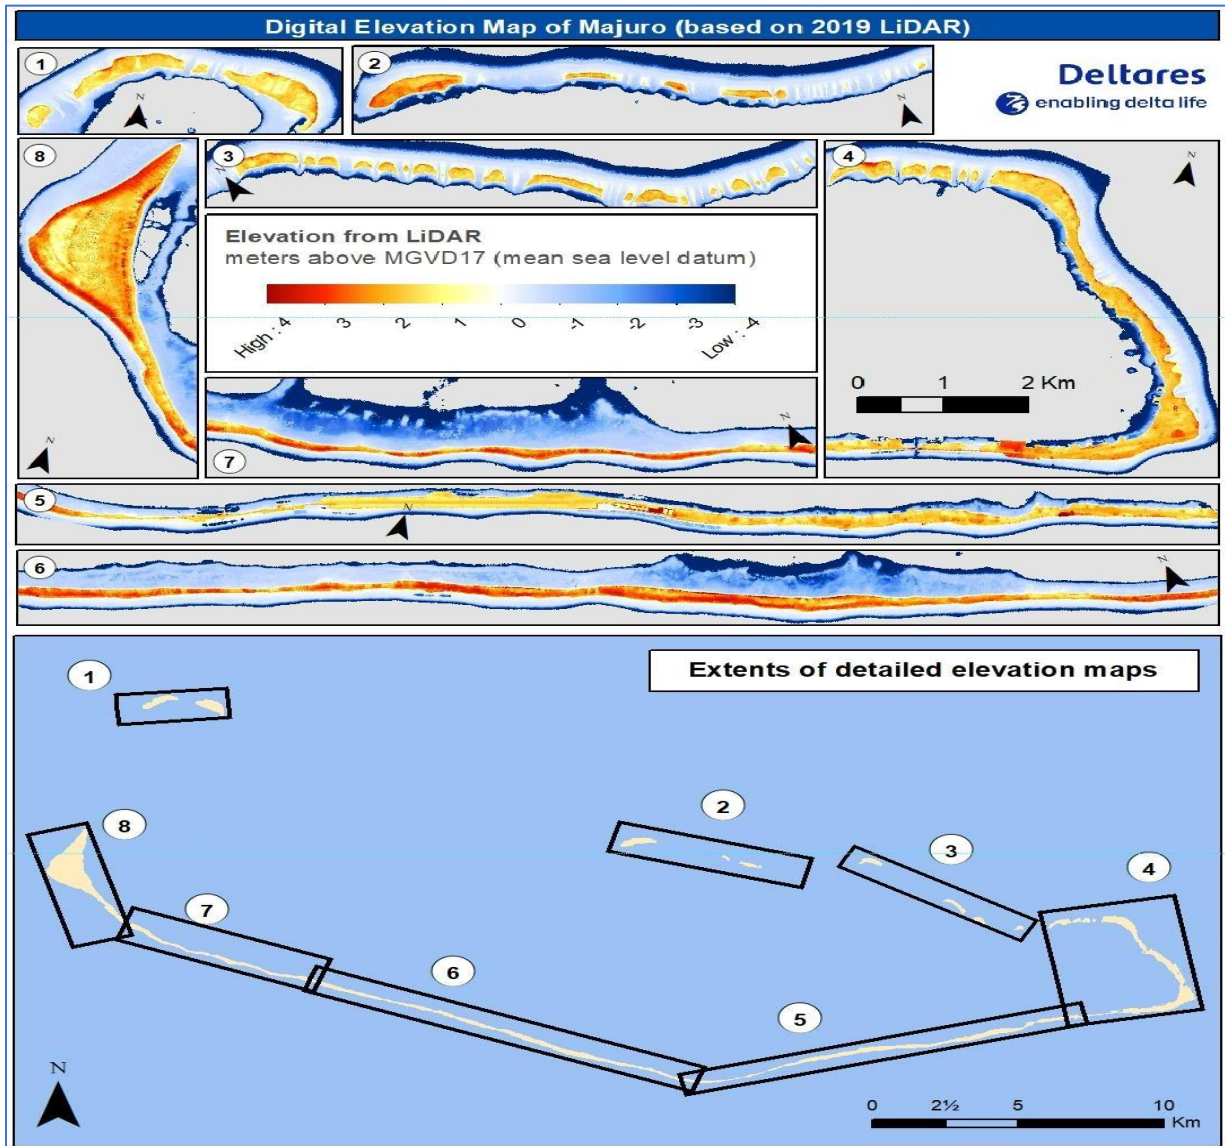 Digital Elevation Map of Majuro (based on 2019 LiDAR)
1
N
2
N
Deltares
enabling delta life
8
N
3
N
4
N
Elevation from LiDAR
meters above MGVD17 (mean sea level datum)
High : 4
3
2
1
0
-1
-2
-3
Low : -4
0 1 2 Km
7
N
5
N
6
N
Extents of detailed elevation maps
1
2
8
3
4
7
6
5
N
0 2½ 5 10
Km